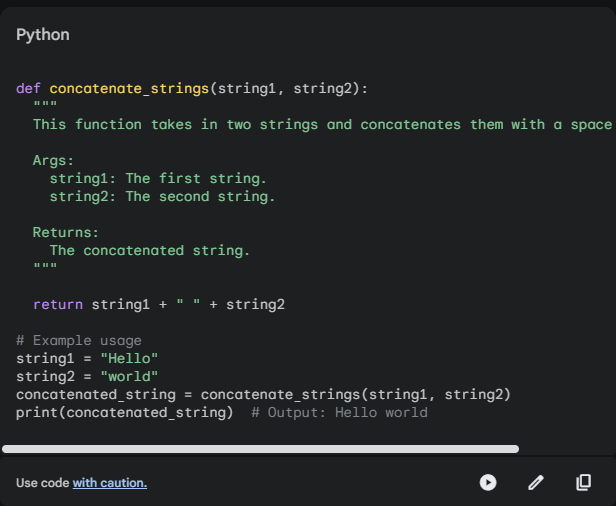 Python
def concatenate_strings(string1, string2):
"""
This function takes in two strings and concatenates them with a space
Args:
string1: The first string.
string2: The second string.
Returns:
The concatenated string.
"""
return string1 + " " + string2
# Example usage
string1 = "Hello"
string2 = "world"
concatenated_string = concatenate_strings(string1, string2)
print(concatenated_string)  # Output: Hello world
Use code with caution.